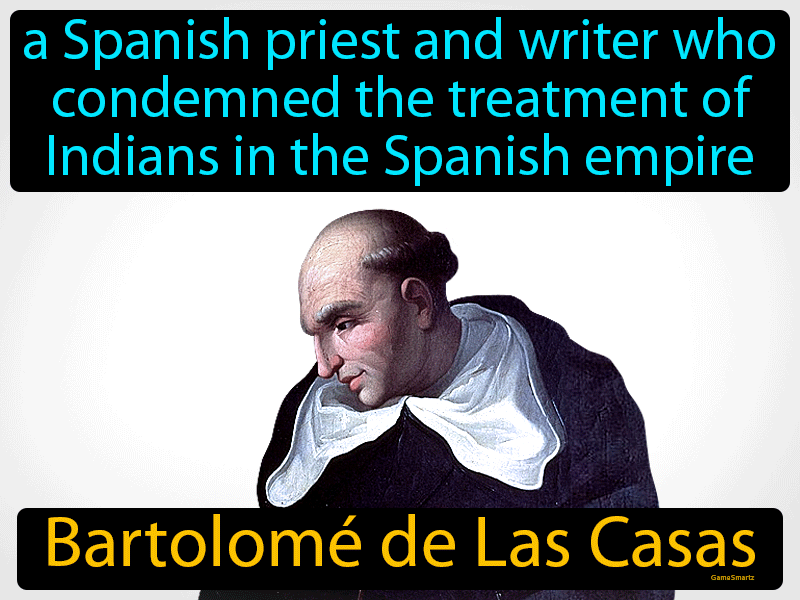 a Spanish priest and writer who
condemned the treatment of
Indians in the Spanish empire
Bartolomé de Las Casas
GameSmartz